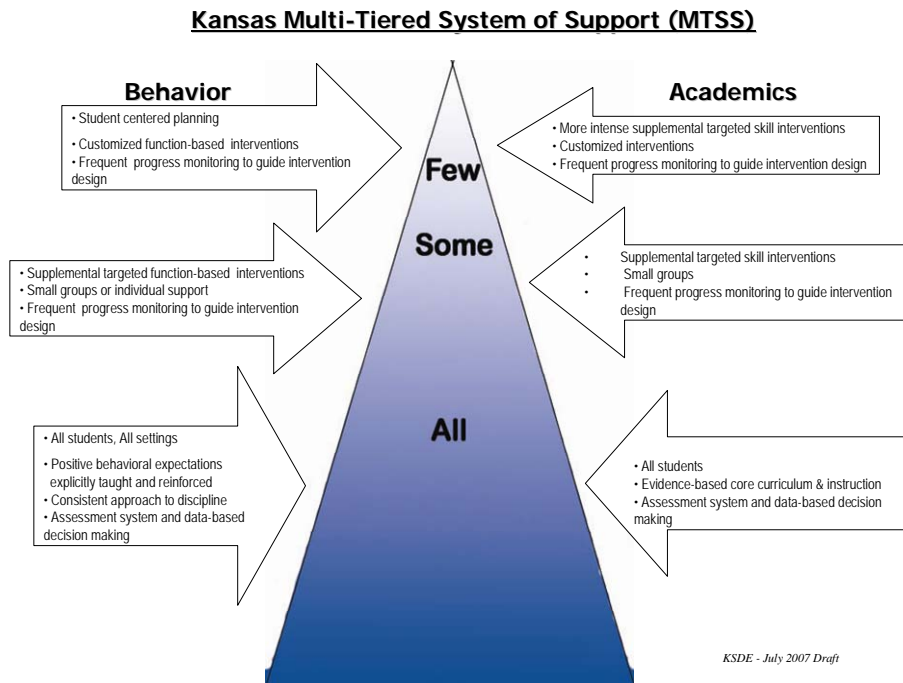 Kansas Multi-Tiered System of Support (MTSS)
Behavior
• Student centered planning
• Customized function-based interventions
• Frequent progress monitoring to guide intervention
design
• Supplemental targeted function-based interventions
• Small groups or individual support
• Frequent progress monitoring to guide intervention
design
• All students, All settings
• Positive behavioral expectations
explicitly taught and reinforced
• Consistent approach to discipline
• Assessment system and data-based
decision making
Few
Some
All
Academics
• More intense supplemental targeted skill interventions
• Customized interventions
• Frequent progress monitoring to guide intervention design
• Supplemental targeted skill interventions
• Small groups
• Frequent progress monitoring to guide intervention
design
• All students
• Evidence-based core curriculum & instruction
• Assessment system and data-based decision
making
KSDE - July 2007 Draft